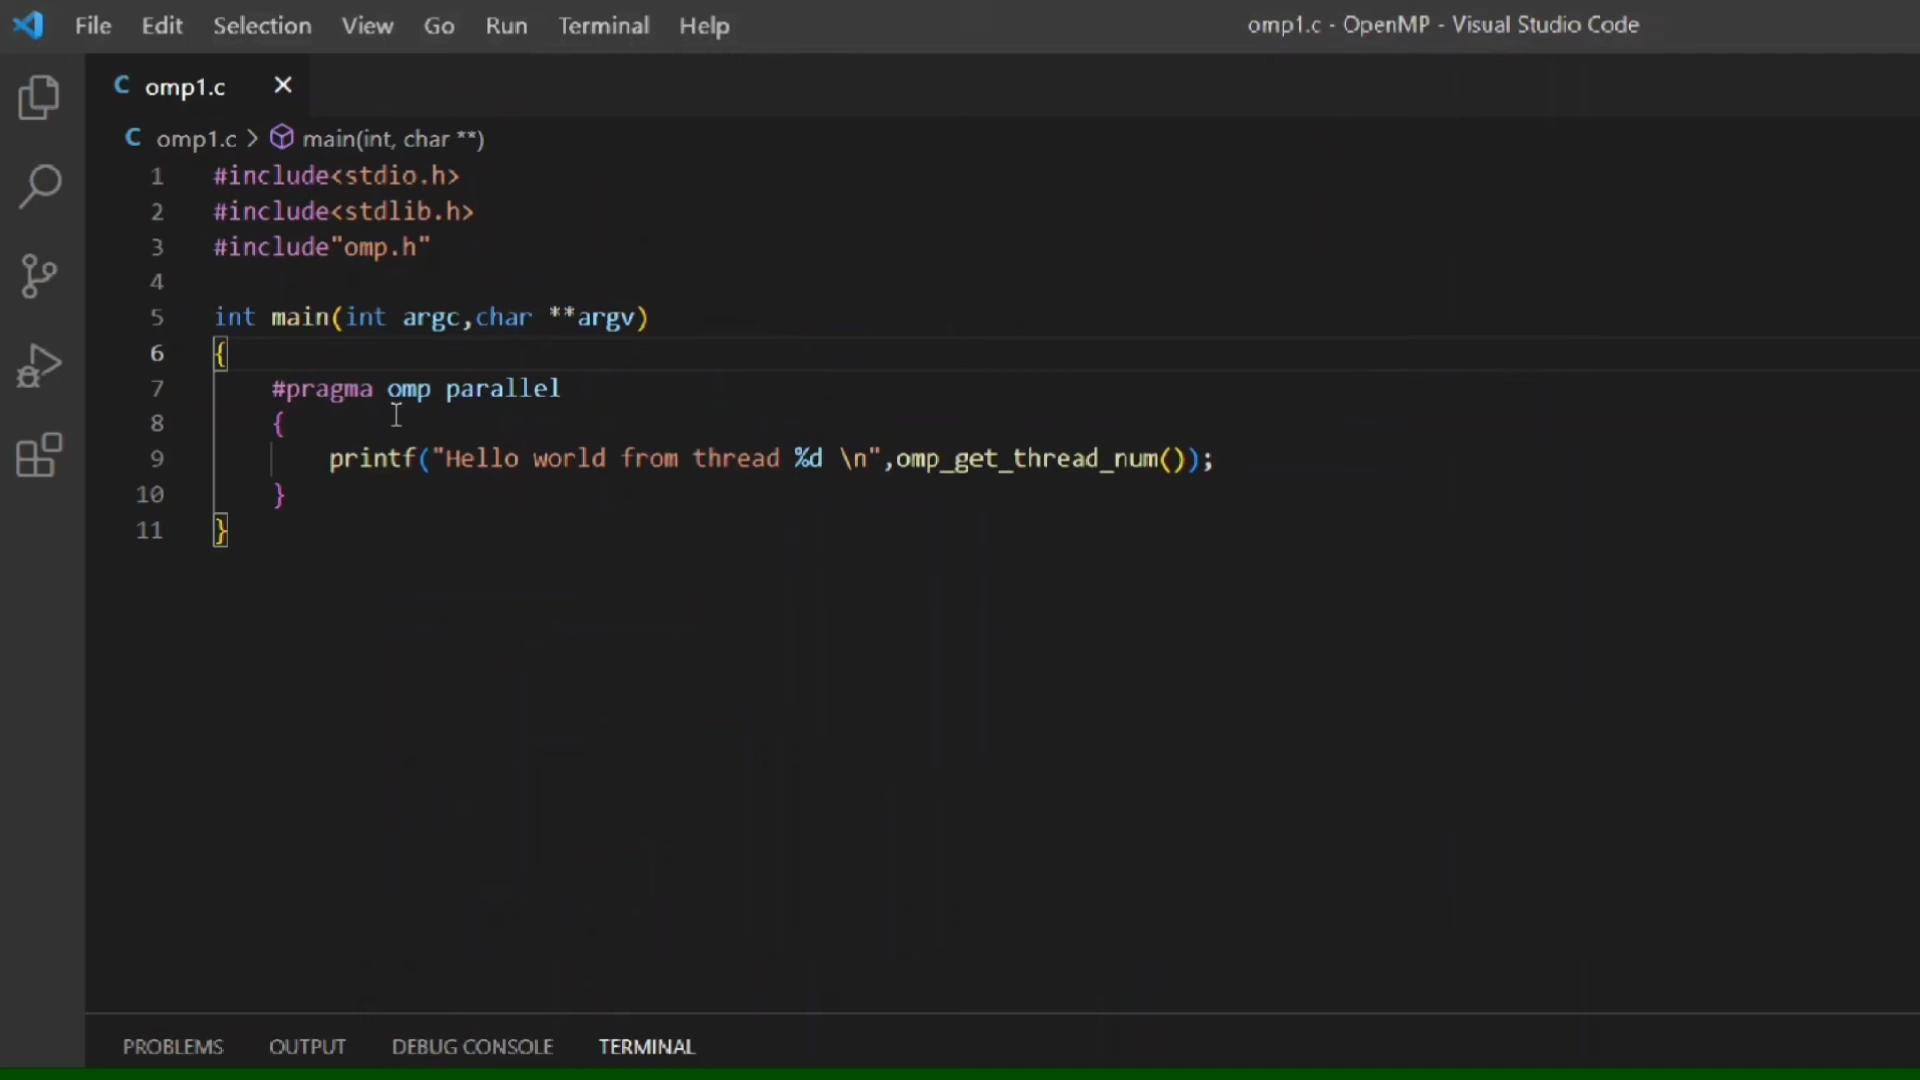 File Edit Selection View Go Run Terminal Help omp1.c - OpenMP - Visual Studio Code
C omp1.c
C omp1.c > main(int, char **)
1 #include<stdio.h>
2 #include<stdlib.h>
3 #include"omp.h"
4
5 int main(int argc,char **argv)
6 {
7 #pragma omp parallel
8 {
9 printf("Hello world from thread %d \n",omp_get_thread_num());
10 }
11 }
PROBLEMS OUTPUT DEBUG CONSOLE TERMINAL